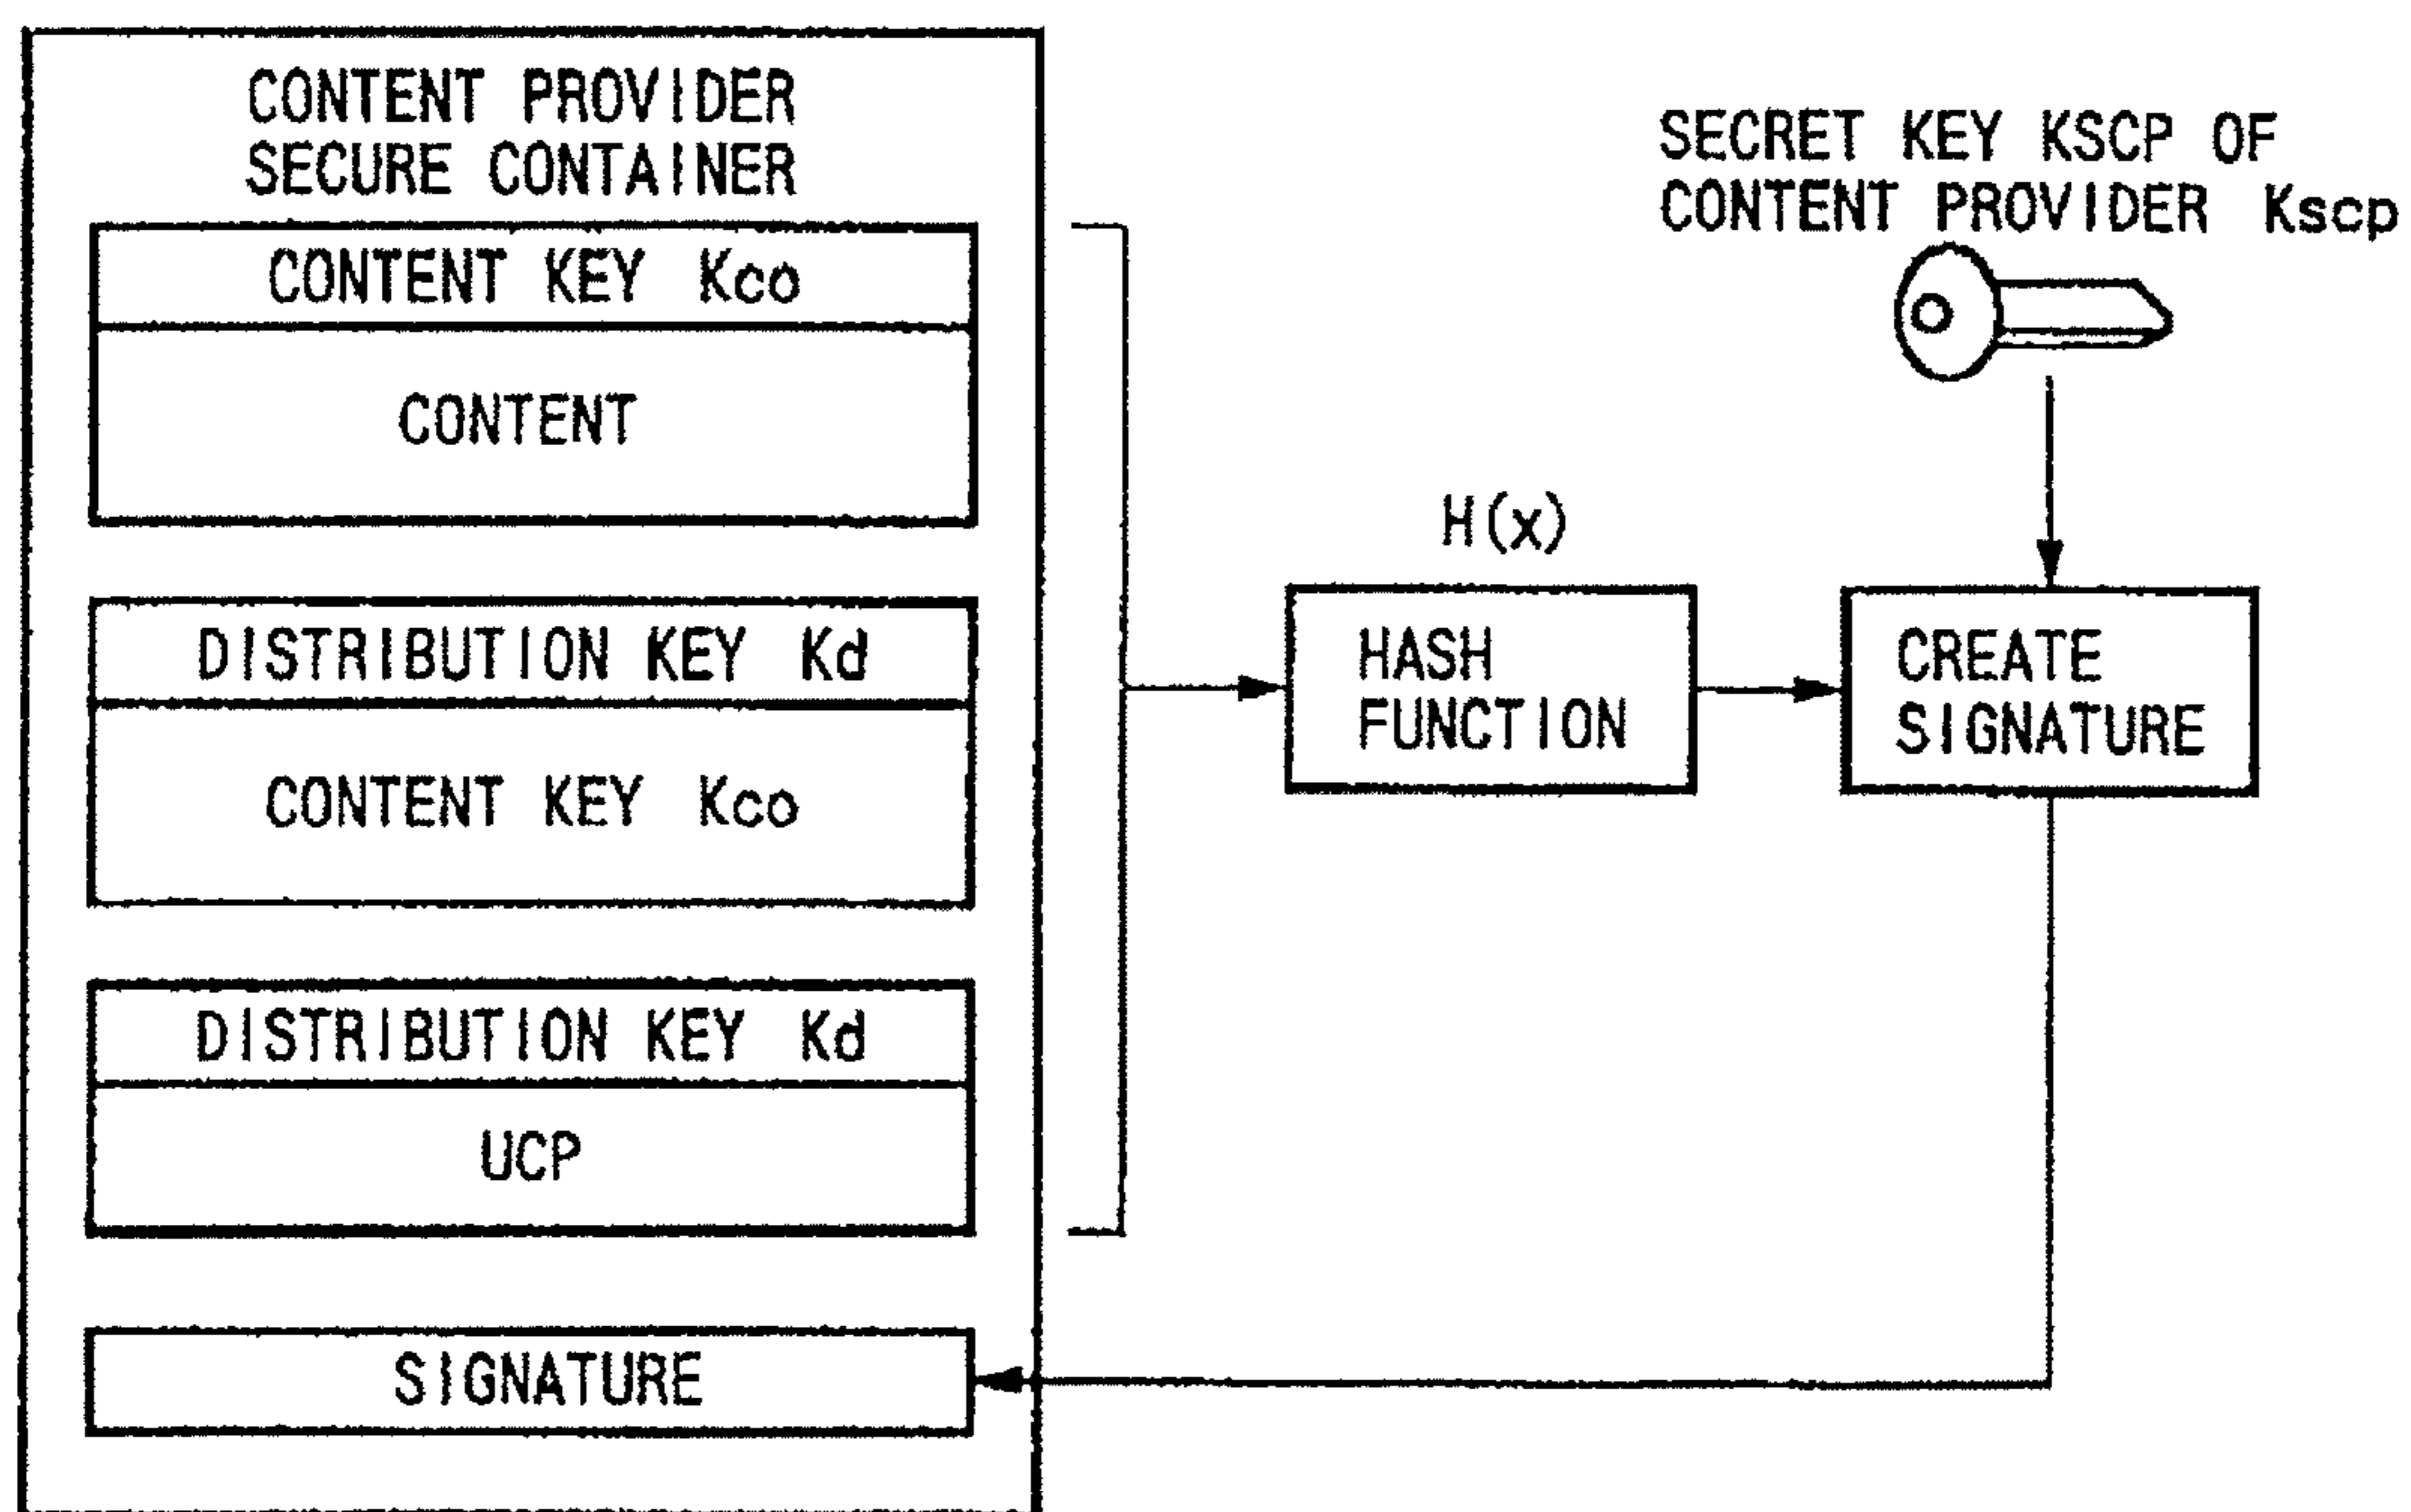 CONTENT PROVIDER
SECURE CONTAINER
CONTENT KEY Kco
CONTENT
DISTRIBUTION KEY Kd
CONTENT KEY Kco
DISTRIBUTION KEY Kd
UCP
SIGNATURE
H(x)
HASH
FUNCTION
SECRET KEY KSCP OF
CONTENT PROVIDER Kscp
CREATE
SIGNATURE